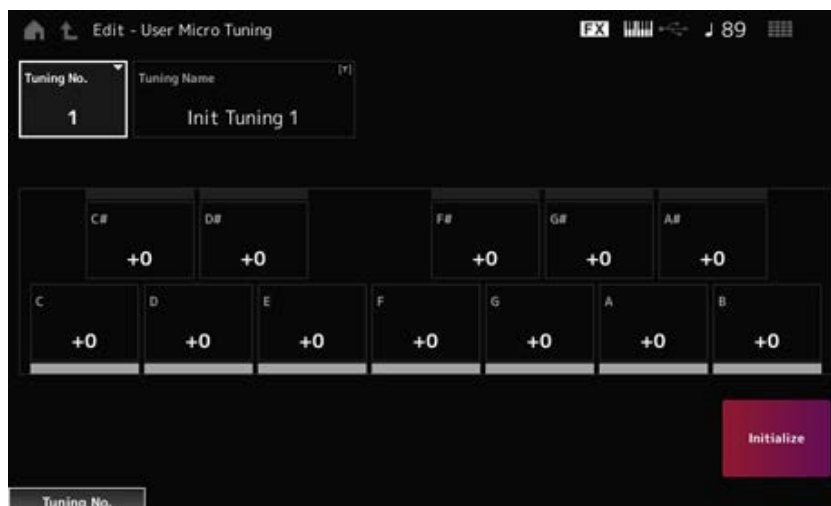 Edit - User Micro Tuning FX ♩ 89
Tuning No. Tuning Name [T]
1 Init Tuning 1
C# D# F# G# A#
+0 +0 +0 +0 +0
C D E F G A B
+0 +0 +0 +0 +0 +0 +0
Initialize
Tuning No.